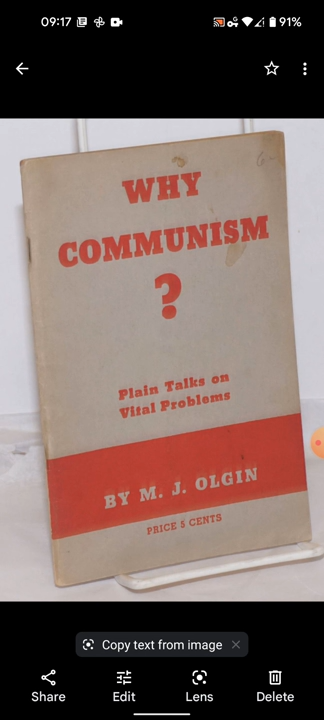 09:17
91%
WHY
COMMUNISM
?
Plain Talks on
Vital Problems
BY M. J. OLGIN
PRICE 5 CENTS
Copy text from image
Share
Edit
Lens
Delete